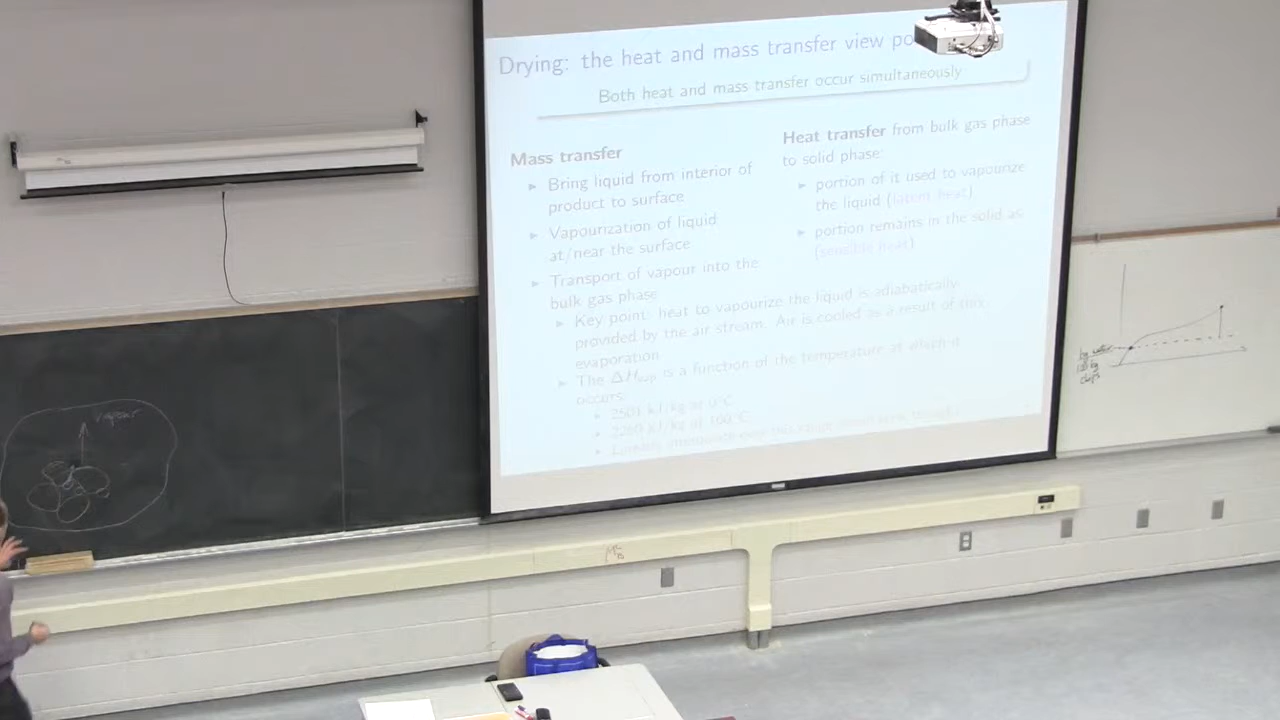 Drying: the heat and mass transfer view po
Both heat and mass transfer occur simultaneously
Mass transfer
Bring liquid from interior of
product to surface
Vapourization of liquid
at/near the surface
Transport of vapour into the
bulk gas phase
Heat transfer from bulk gas phase
to solid phase:
portion of it used to vapourize
the liquid (latent heat)
portion remains in the solid as
(sensible heat)
Key point: heat to vapourize the liquid is adiabatically
provided by the air stream. Air is cooled as a result of this
evaporation
The ΔHvap is a function of the temperature at which it
occurs:
2501 kJ/kg at 0°C
2260 kJ/kg at 100°C
vapour
kg water